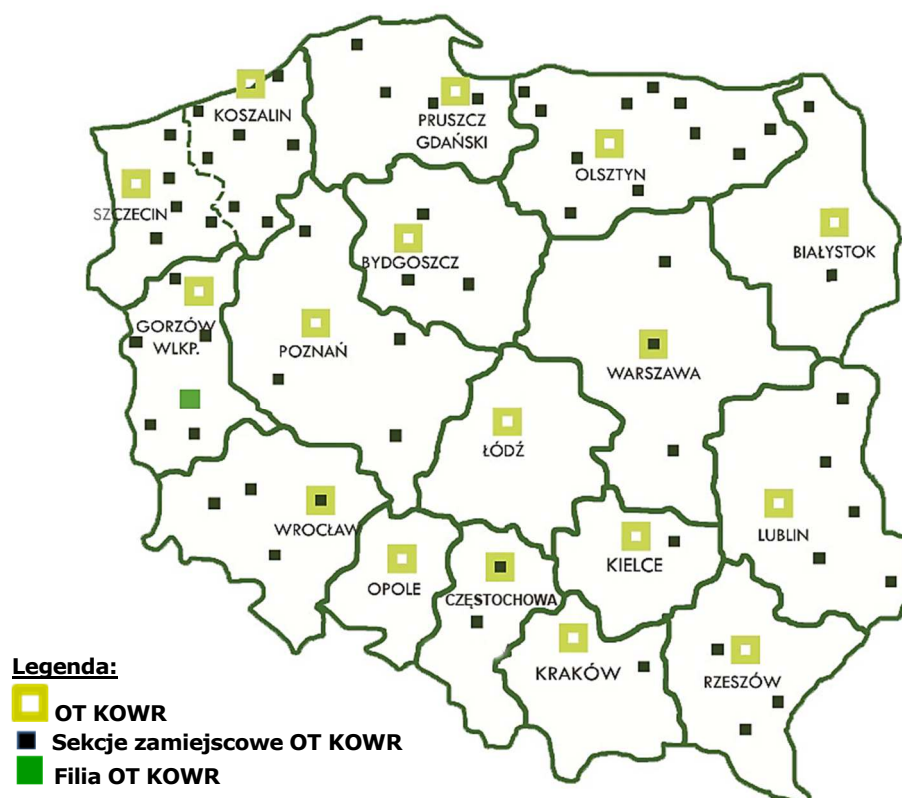 KOSZALIN
PRUSZCZ
GDAŃSKI
OLSZTYN
SZCZECIN
BIAŁYSTOK
BYDGOSZCZ
GORZÓW
WLKP.
POZNAŃ
WARSZAWA
ŁÓDŹ
WROCŁAW
LUBLIN
OPOLE
KIELCE
CZĘSTOCHOWA
KRAKÓW
RZESZÓW
Legenda:
OT KOWR
Sekcje zamiejscowe OT KOWR
Filia OT KOWR